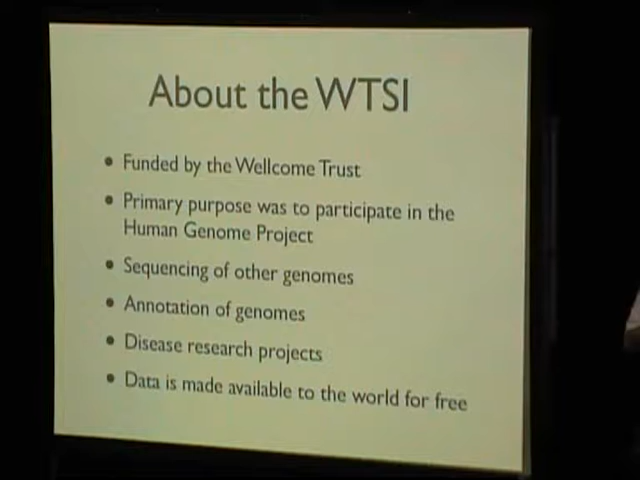 About the WTSI
• Funded by the Wellcome Trust
• Primary purpose was to participate in the
Human Genome Project
• Sequencing of other genomes
• Annotation of genomes
• Disease research projects
• Data is made available to the world for free